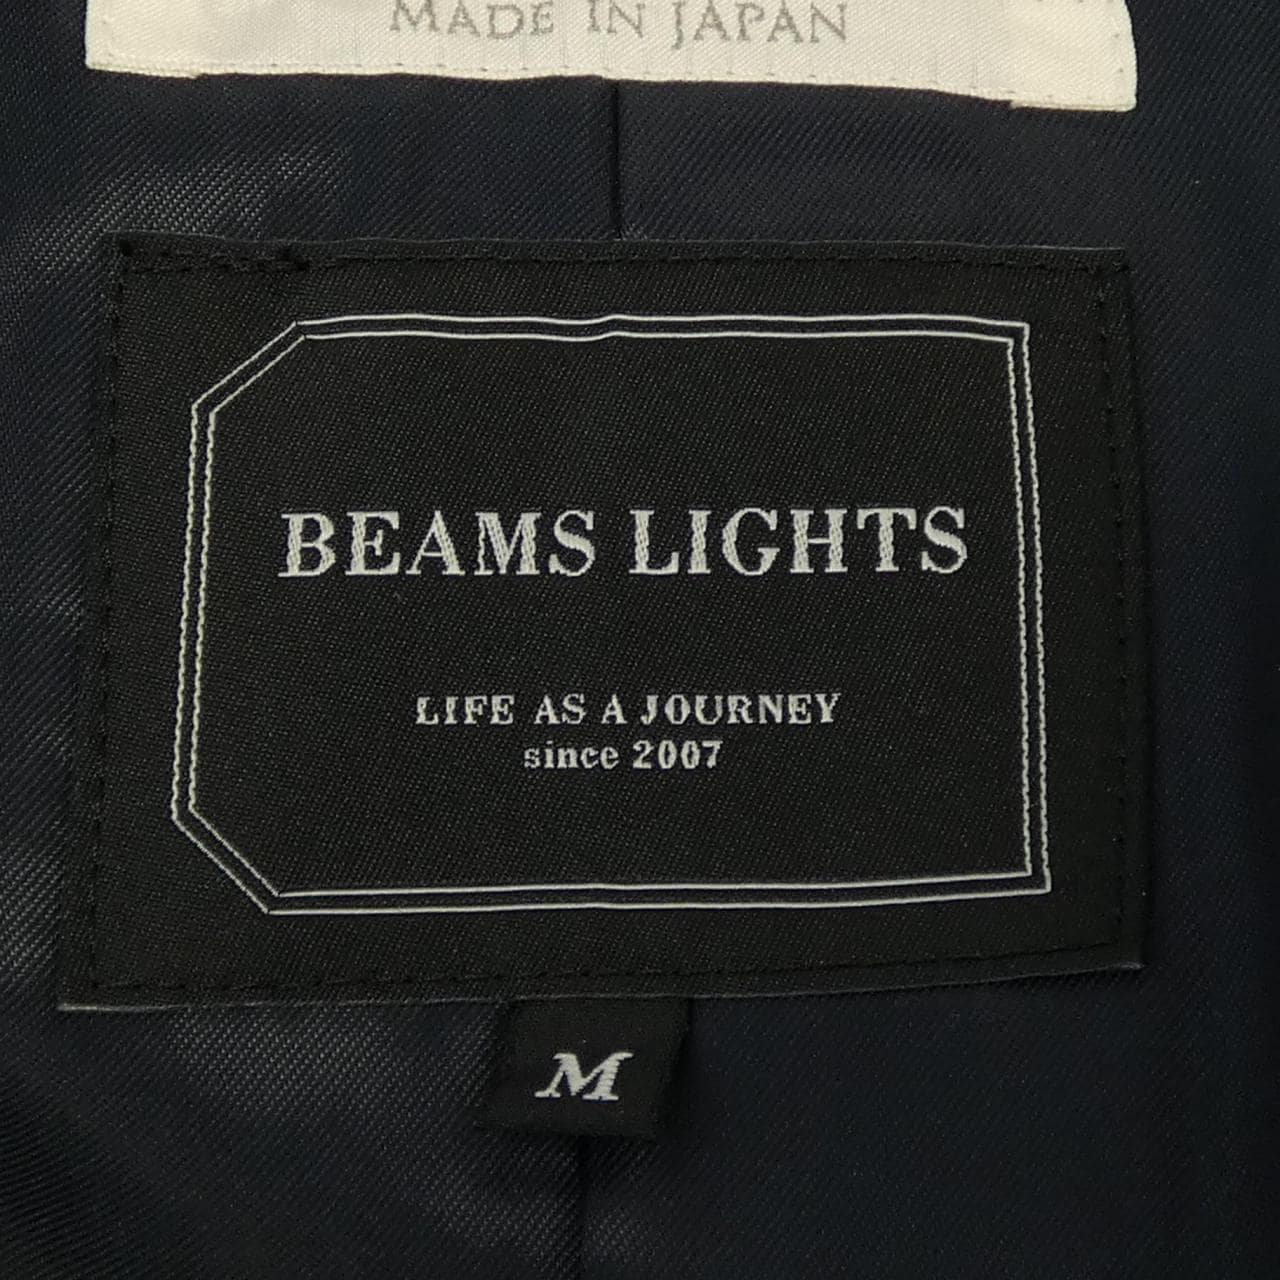 MADE IN JAPAN
BEAMS LIGHTS
LIFE AS A JOURNEY
since 2007
M